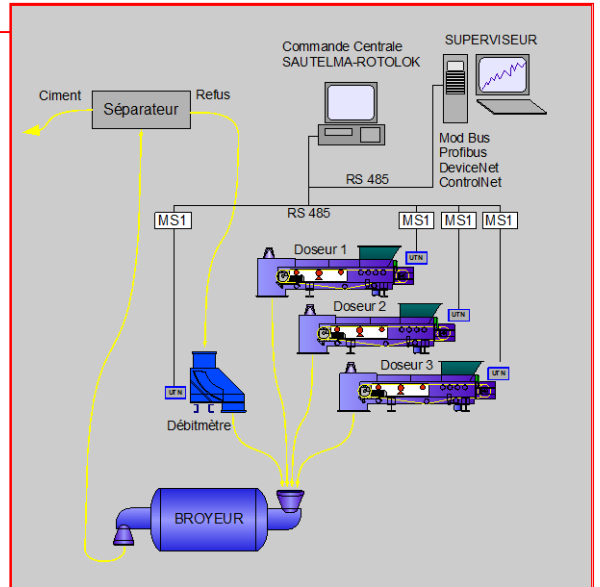 Commande Centrale
SAUTELMA-ROTOLOK
SUPERVISEUR
Ciment
Refus
Séparateur
Mod Bus
Profibus
DeviceNet
ControlNet
RS 485
RS 485
MS1
MS1
MS1
MS1
Doseur 1
UTN
Doseur 2
UTN
Doseur 3
UTN
UTN
Débitmètre
BROYEUR